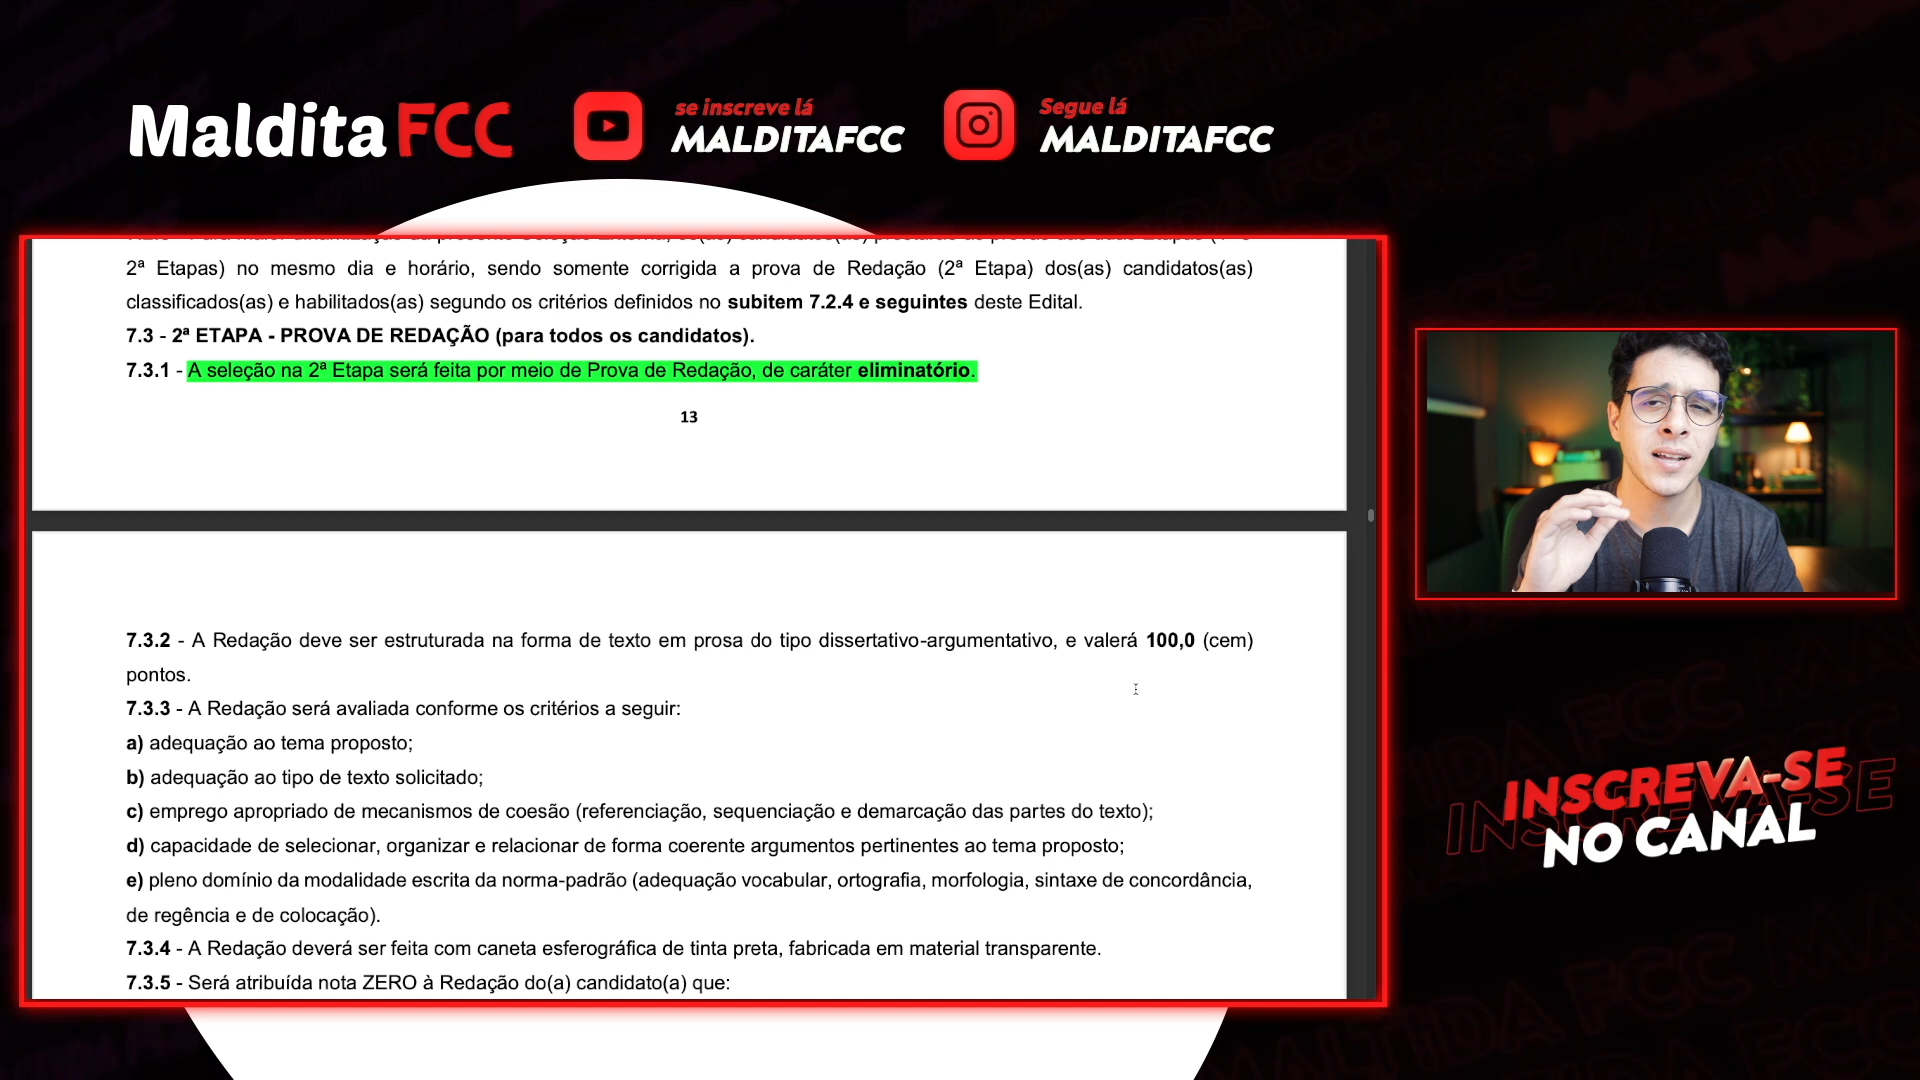 Maldita FCC
se inscreve lá
MALDITAFCC
Segue lá
MALDITAFCC
2ª Etapas) no mesmo dia e horário, sendo somente corrigida a prova de Redação (2ª Etapa) dos(as) candidatos(as)
classificados(as) e habilitados(as) segundo os critérios definidos no subitem 7.2.4 e seguintes deste Edital.
7.3 - 2ª ETAPA - PROVA DE REDAÇÃO (para todos os candidatos).
7.3.1 - A seleção na 2ª Etapa será feita por meio de Prova de Redação, de caráter eliminatório.
13
7.3.2 - A Redação deve ser estruturada na forma de texto em prosa do tipo dissertativo-argumentativo, e valerá 100,0 (cem)
pontos.
7.3.3 - A Redação será avaliada conforme os critérios a seguir:
a) adequação ao tema proposto;
b) adequação ao tipo de texto solicitado;
c) emprego apropriado de mecanismos de coesão (referenciação, sequenciação e demarcação das partes do texto);
d) capacidade de selecionar, organizar e relacionar de forma coerente argumentos pertinentes ao tema proposto;
e) pleno domínio da modalidade escrita da norma-padrão (adequação vocabular, ortografia, morfologia, sintaxe de concordância,
de regência e de colocação).
7.3.4 - A Redação deverá ser feita com caneta esferográfica de tinta preta, fabricada em material transparente.
7.3.5 - Será atribuída nota ZERO à Redação do(a) candidato(a) que:
INSCREVA-SE
NO CANAL